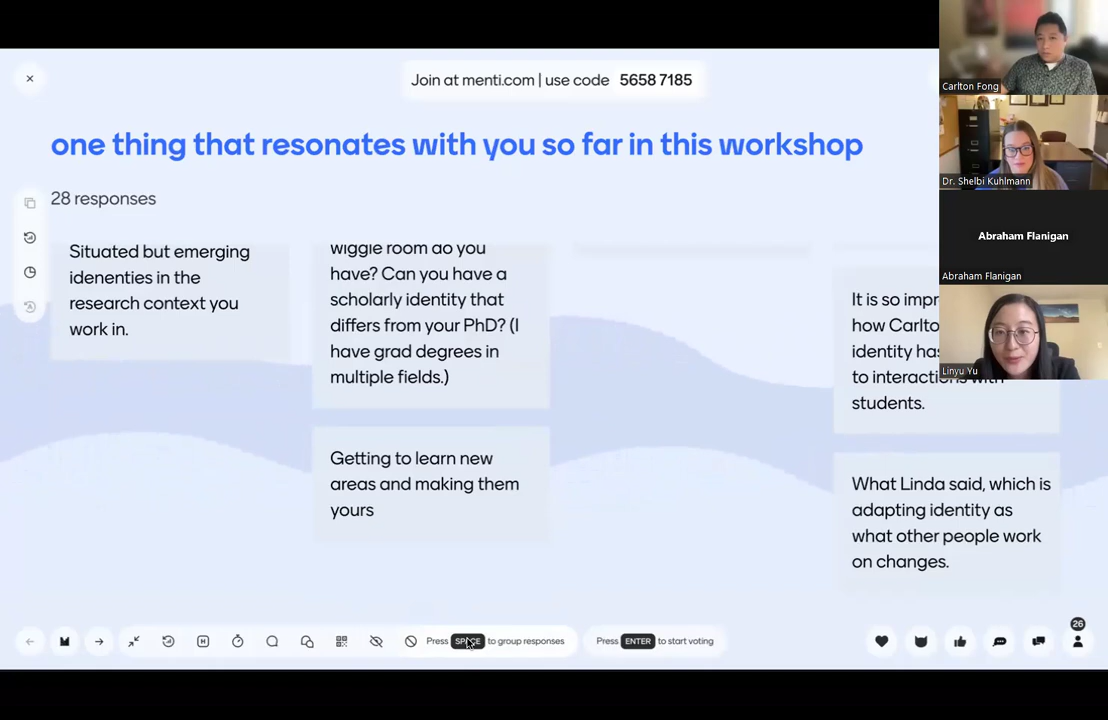 Join at menti.com | use code 5658 7185
one thing that resonates with you so far in this workshop
28 responses
Situated but emerging
idenenties in the
research context you
work in.
wiggle room do you
have? Can you have a
scholarly identity that
differs from your PhD? (I
have grad degrees in
multiple fields.)
Getting to learn new
areas and making them
yours
It is so impr
how Carlto
identity has
to interactions with
students.
What Linda said, which is
adapting identity as
what other people work
on changes.
Press SPACE to group responses
Press ENTER to start voting
26
Carlton Fong
Dr. Shelbi Kuhlmann
Abraham Flanigan
Abraham Flanigan
Linyu Yu